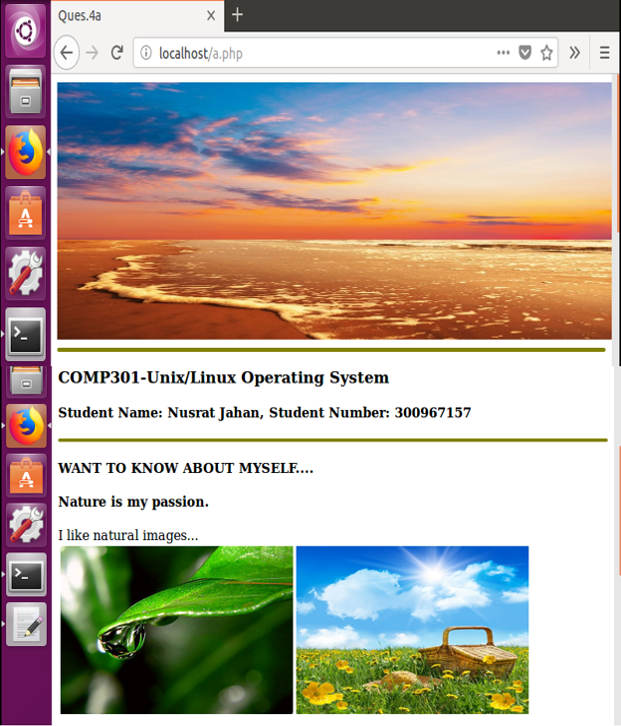 Ques.4a
localhost/a.php
COMP301-Unix/Linux Operating System
Student Name: Nusrat Jahan, Student Number: 300967157
WANT TO KNOW ABOUT MYSELF....
Nature is my passion.
I like natural images...